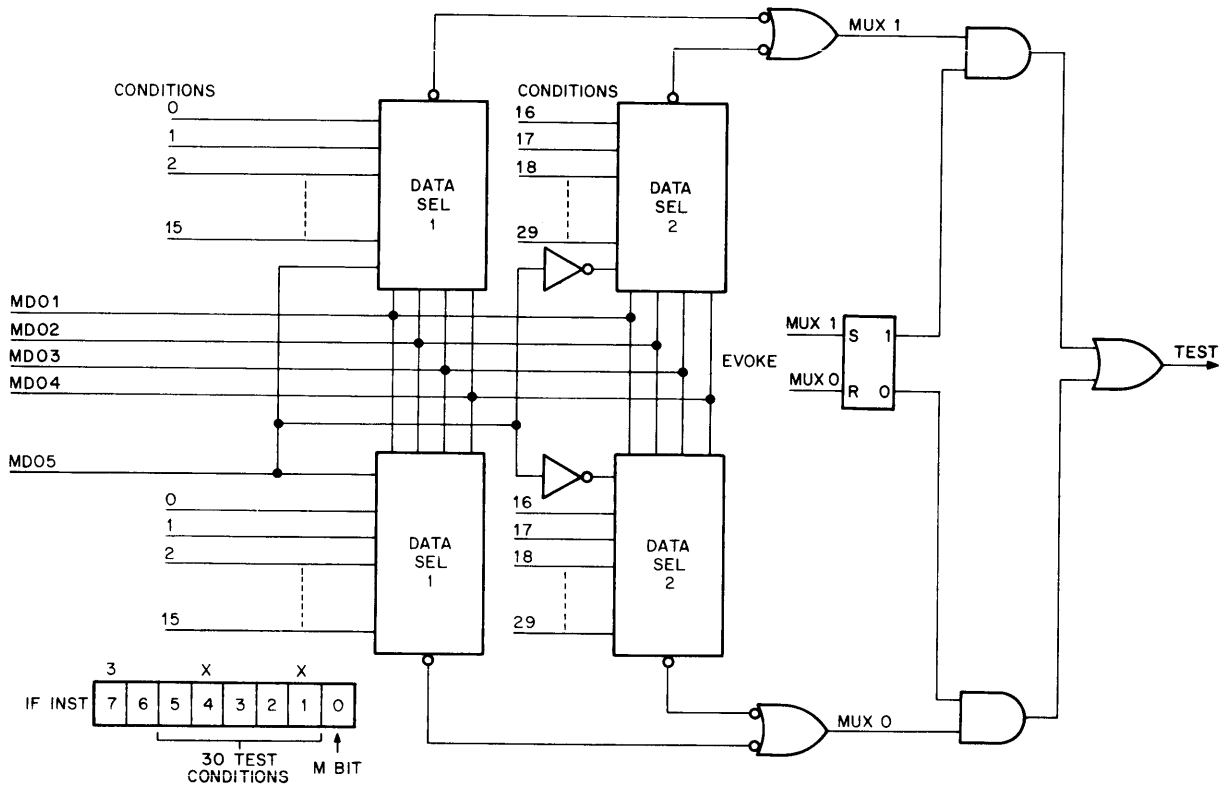 MUX 1
CONDITIONS
0
1
2
15
DATA
SEL
1
CONDITIONS
16
17
18
29
DATA
SEL
2
MD01
MD02
MD03
MD04
MD05
EVOKE
MUX 1
MUX 0
S 1
R 0
TEST
0
1
2
15
DATA
SEL
1
16
17
18
29
DATA
SEL
2
MUX 0
3 X X
IF INST 7 6 5 4 3 2 1 0
30 TEST
CONDITIONS
M BIT